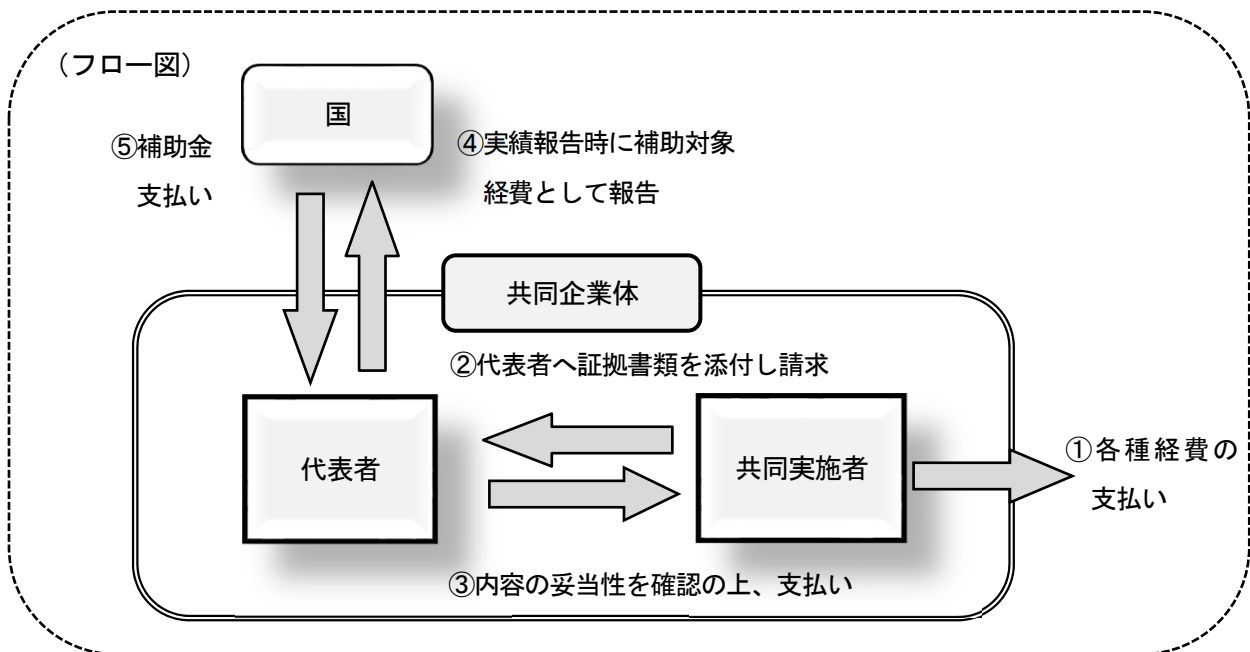 （フロー図）
国
⑤補助金
支払い
④実績報告時に補助対象
経費として報告
共同企業体
②代表者へ証拠書類を添付し請求
代表者
共同実施者
①各種経費の
支払い
③内容の妥当性を確認の上、支払い